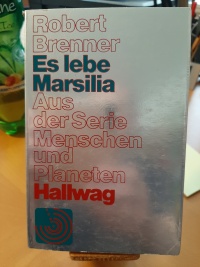 Robert
Brenner
Es lebe
Marsilia
Aus
der Serie
Menschen
und
Planeten
Hallwag